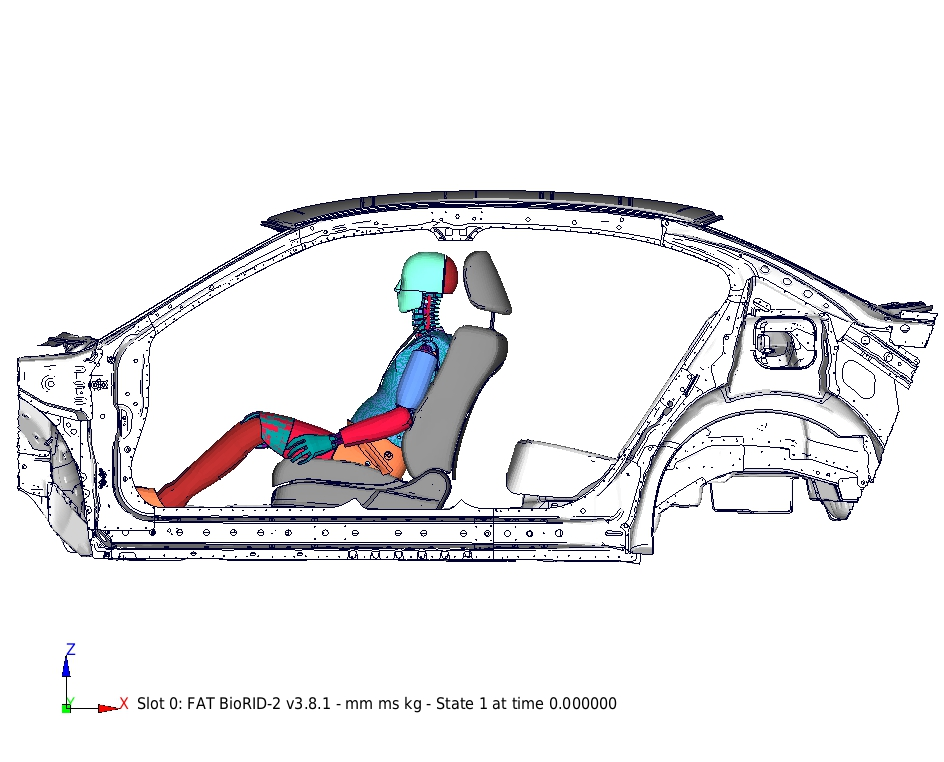 Z
Y
X
Slot 0: FAT BioRID-2 v3.8.1 - mm ms kg - State 1 at time 0.000000